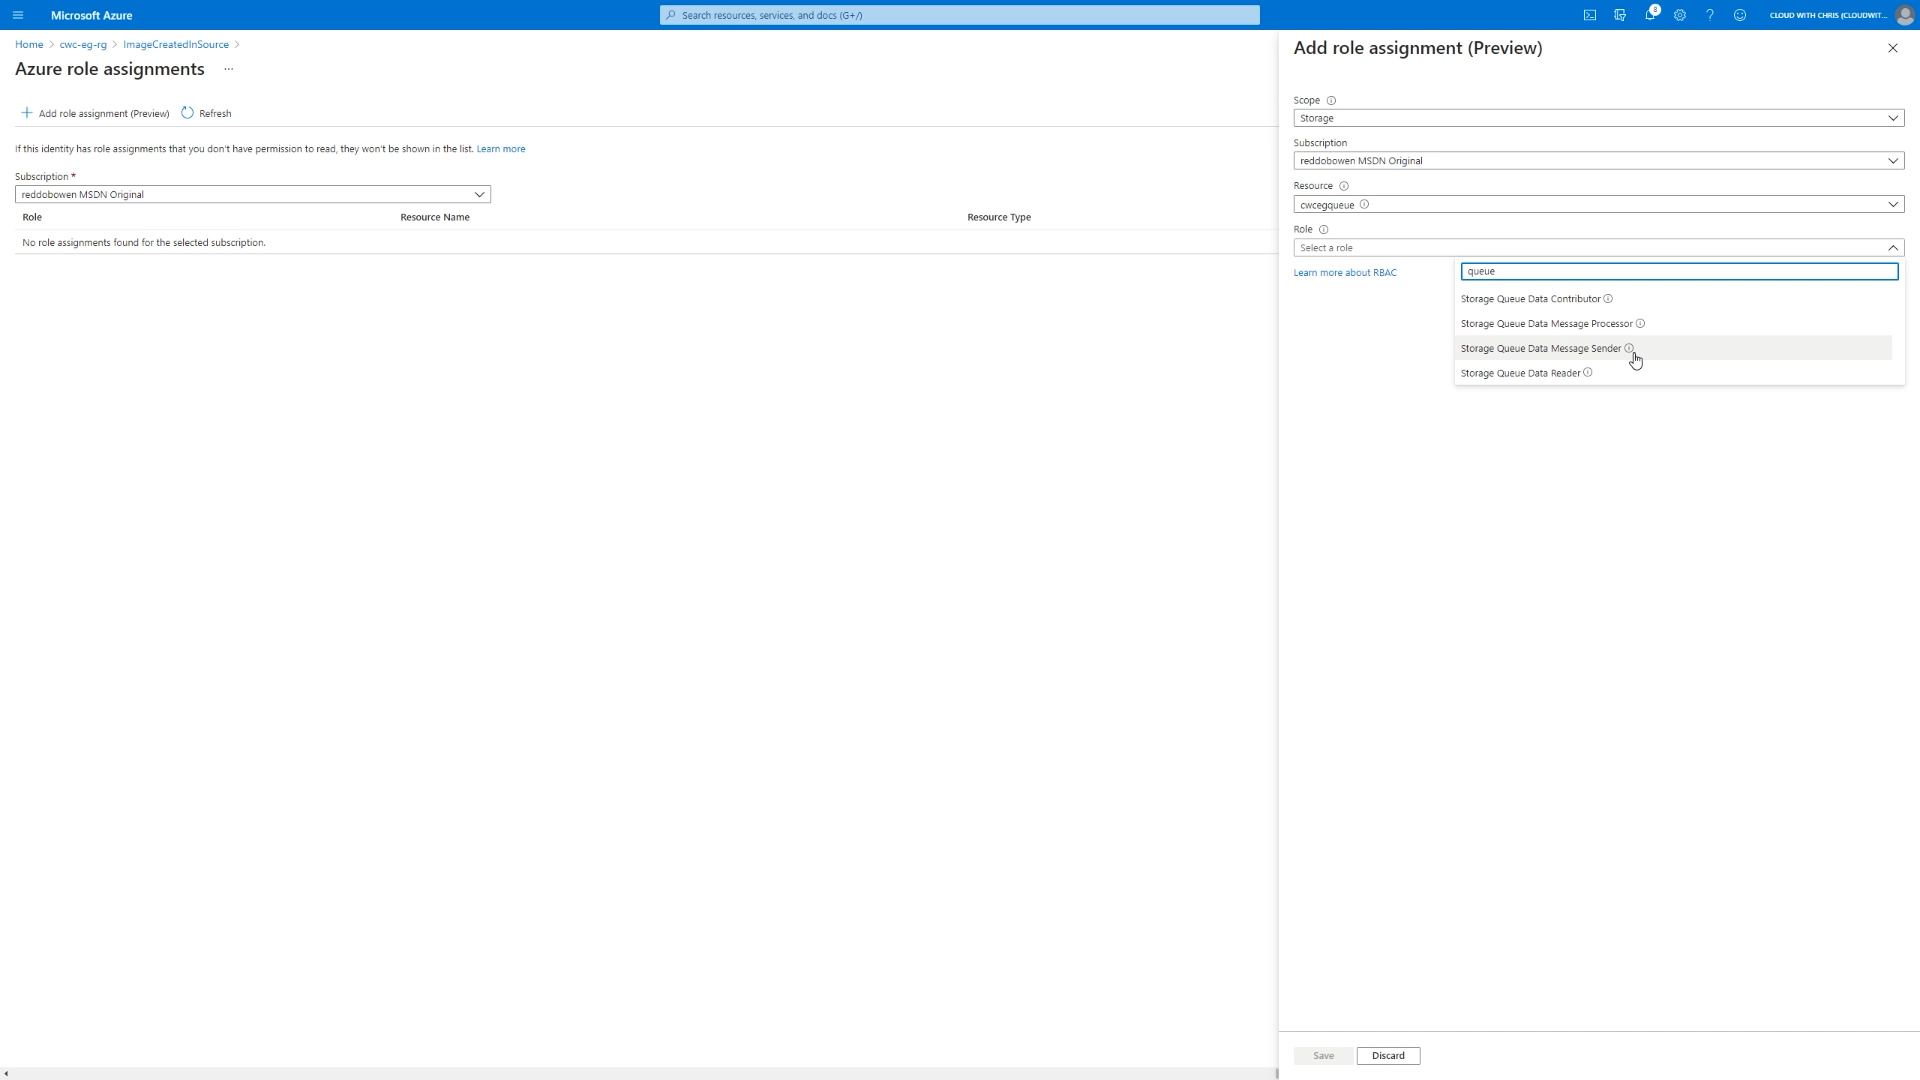 Microsoft Azure
Search resources, services, and docs (G+/)
8
CLOUD WITH CHRIS (CLOUDWIT...
Home > cwc-eg-rg > ImageCreatedInSource >
Azure role assignments ...
Add role assignment (Preview)
Refresh
If this identity has role assignments that you don't have permission to read, they won't be shown in the list. Learn more
Subscription *
reddobowen MSDN Original
Role Resource Name Resource Type
No role assignments found for the selected subscription.
Add role assignment (Preview)
Scope
Storage
Subscription
reddobowen MSDN Original
Resource
cwcegqueue
Role
Select a role
Learn more about RBAC
queue
Storage Queue Data Contributor
Storage Queue Data Message Processor
Storage Queue Data Message Sender
Storage Queue Data Reader
Save
Discard